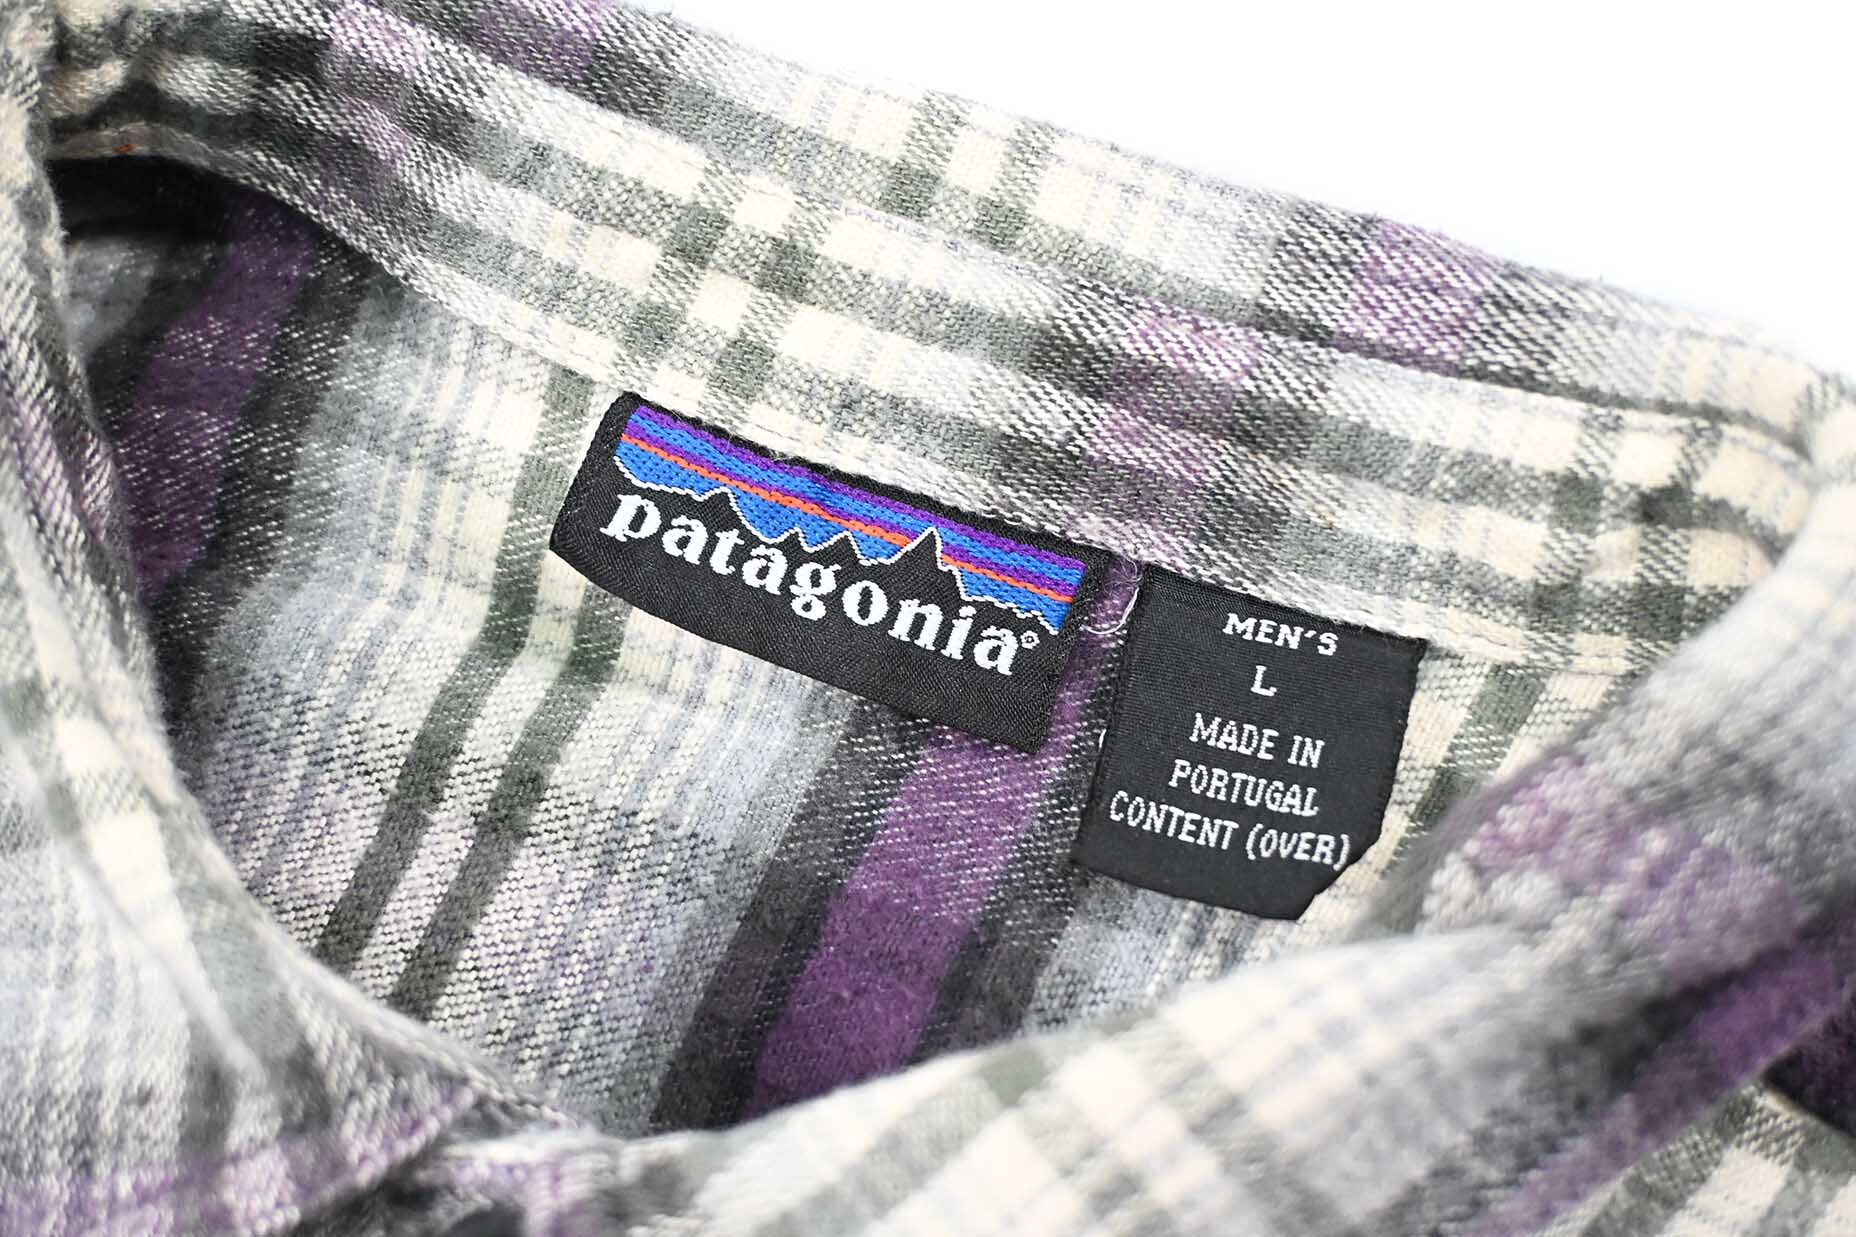 patagonia®
MEN'S
L
MADE IN
PORTUGAL
CONTENT (OVER)